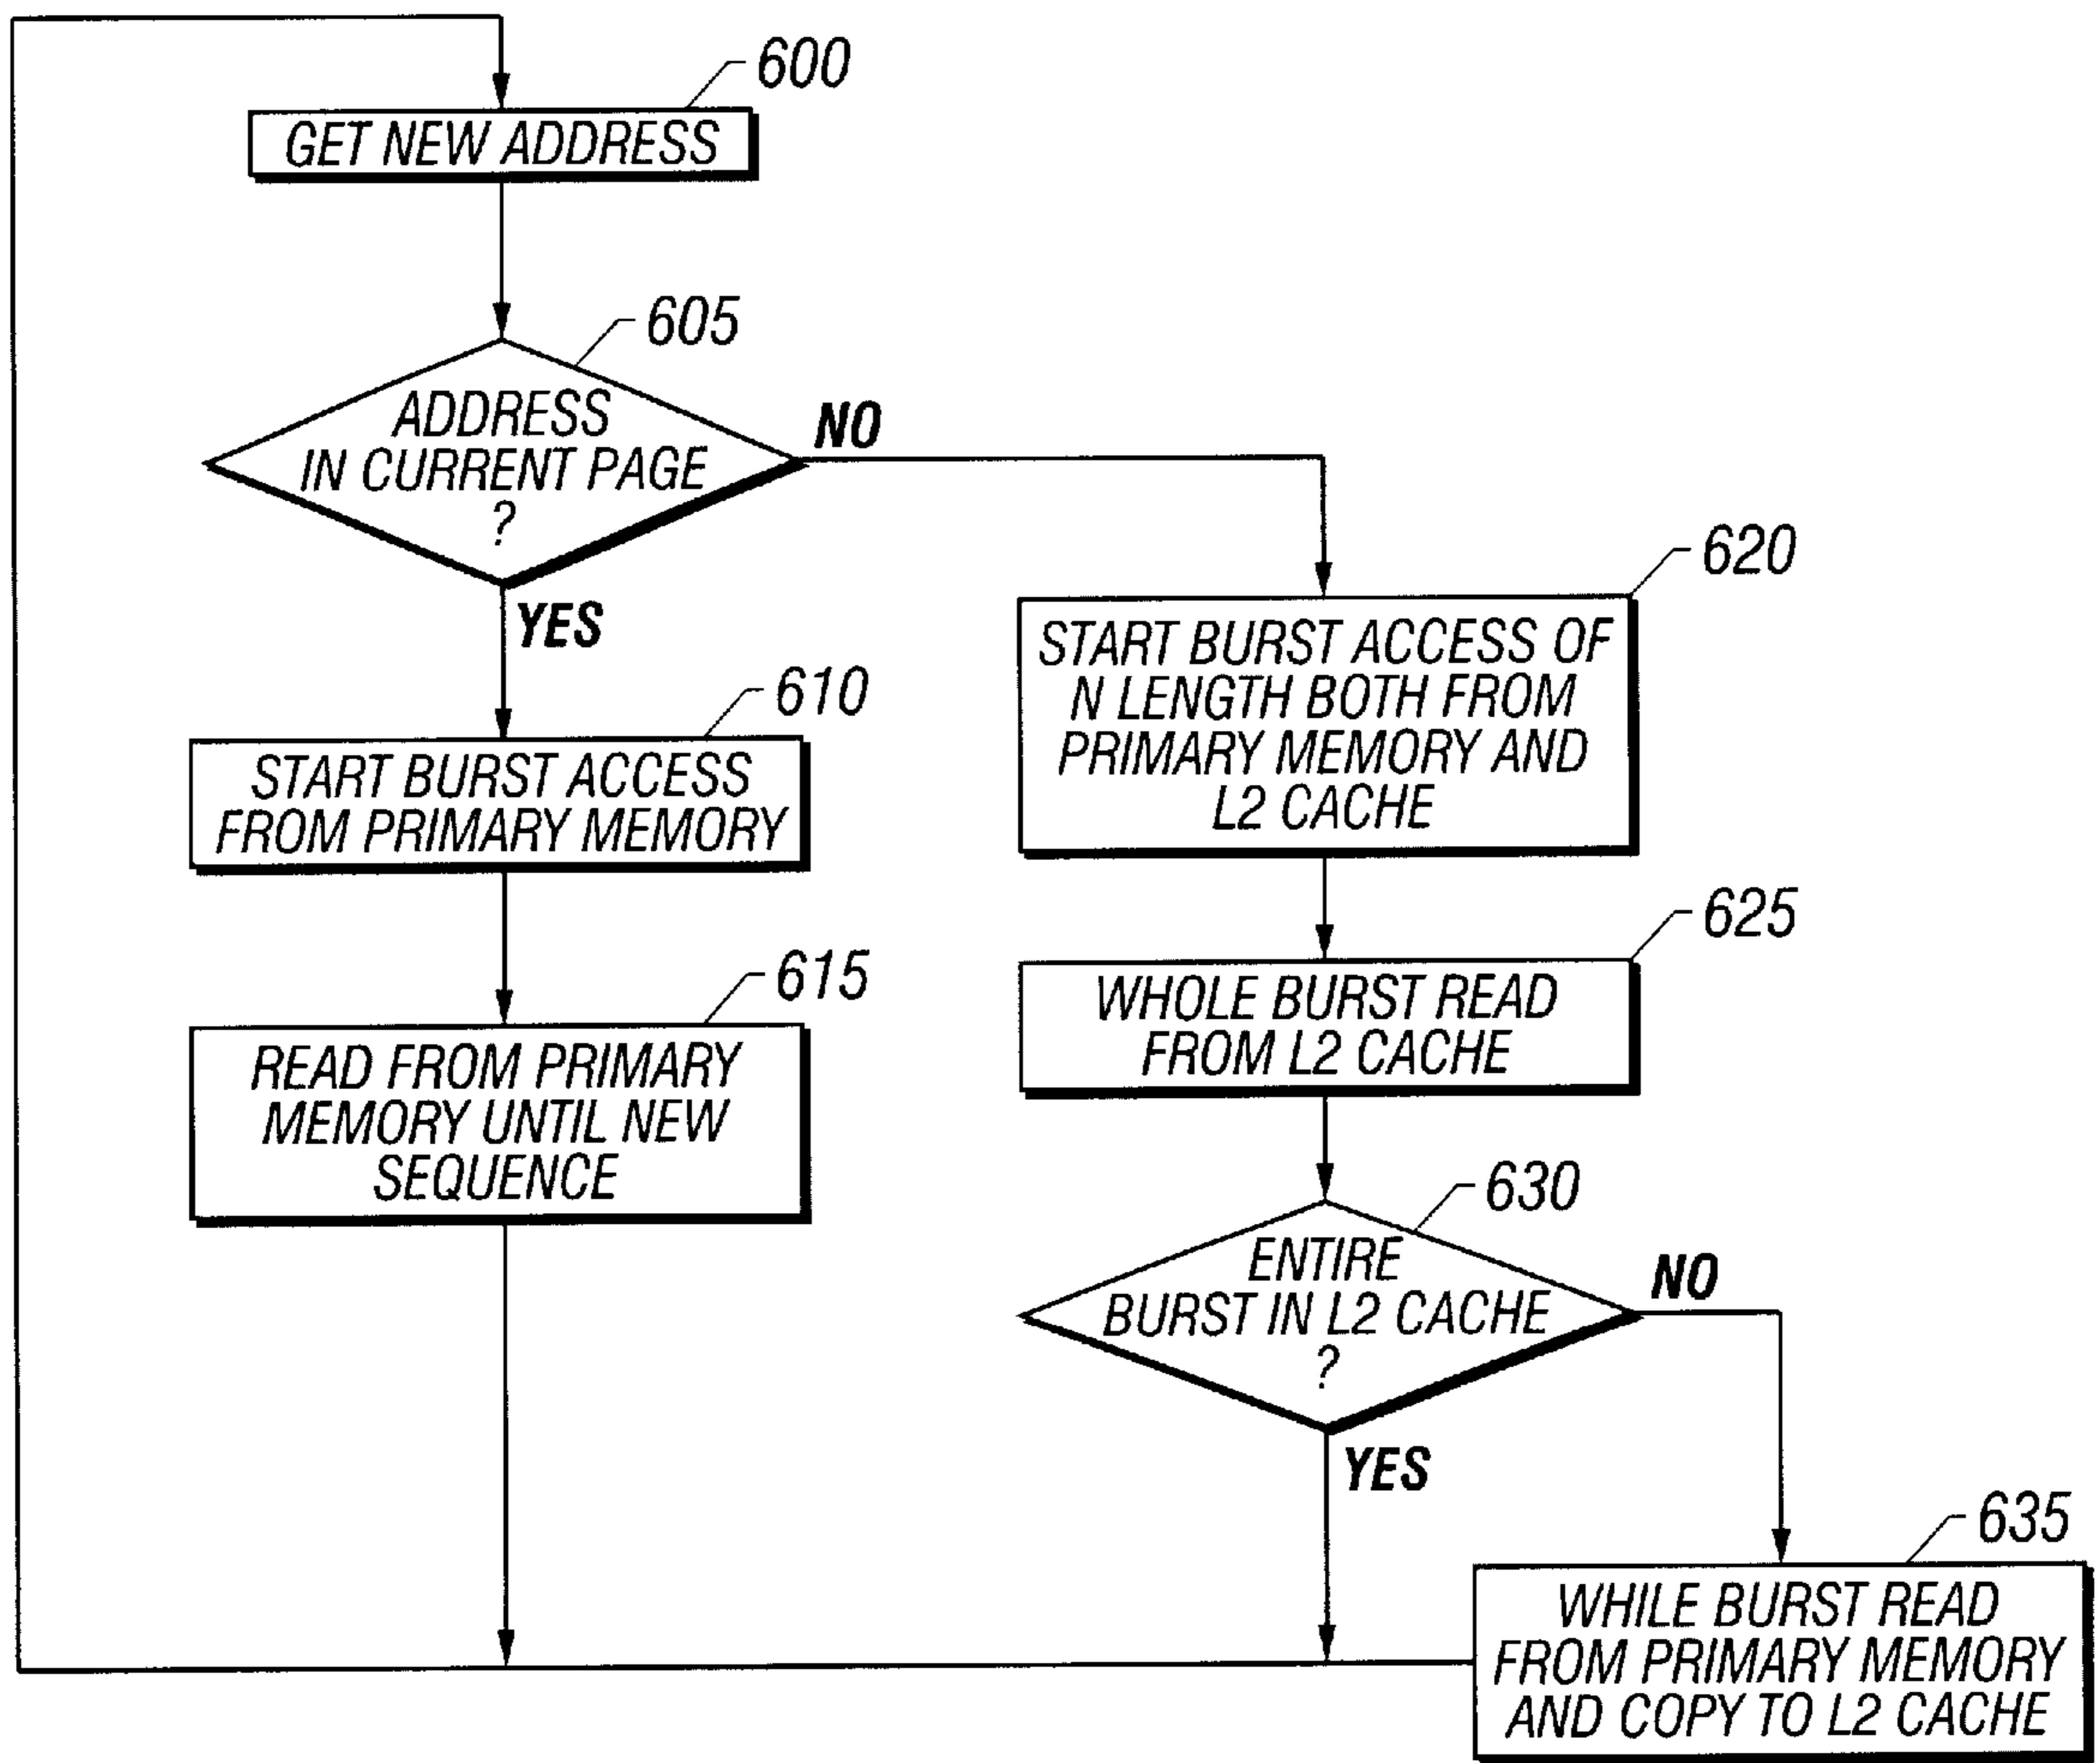 600
GET NEW ADDRESS
605
ADDRESS
IN CURRENT PAGE
?
NO
YES
610
START BURST ACCESS
FROM PRIMARY MEMORY
615
READ FROM PRIMARY
MEMORY UNTIL NEW
SEQUENCE
620
START BURST ACCESS OF
N LENGTH BOTH FROM
PRIMARY MEMORY AND
L2 CACHE
625
WHOLE BURST READ
FROM L2 CACHE
630
ENTIRE
BURST IN L2 CACHE
?
NO
YES
635
WHILE BURST READ
FROM PRIMARY MEMORY
AND COPY TO L2 CACHE